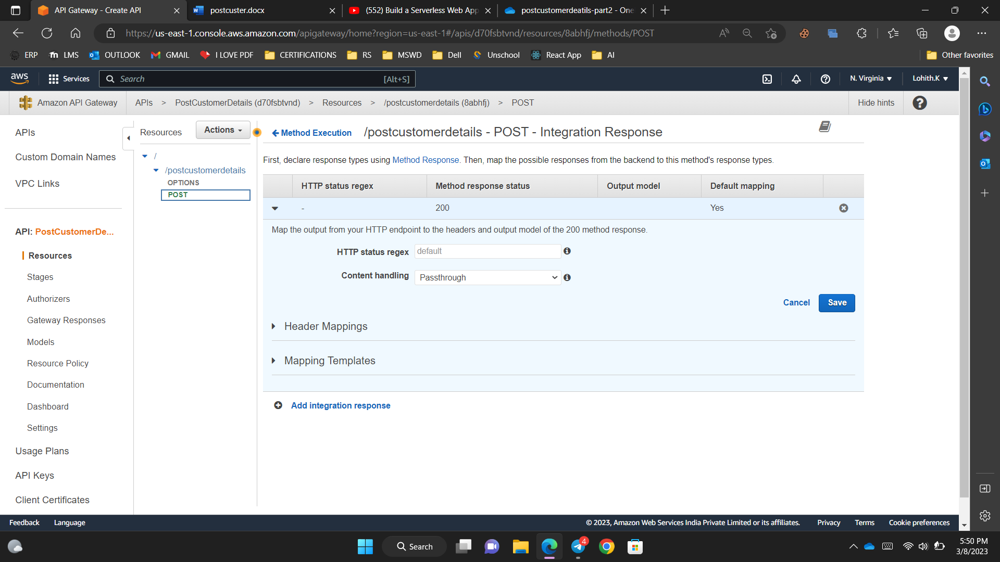 API Gateway - Create API
postcuster.docx
(552) Build a Serverless Web App
postcustomerdeatils-part2 - One
https://us-east-1.console.aws.amazon.com/apigateway/home?region=us-east-1#/apis/d70fsbtvnd/resources/8abhfj/methods/POST
ERP
LMS
OUTLOOK
GMAIL
I LOVE PDF
CERTIFICATIONS
RS
MSWD
Dell
Unschool
React App
AI
Other favorites
aws
Services
Search
[Alt+S]
N. Virginia
Lohith.K
Amazon API Gateway
APIs > PostCustomerDetails (d70fsbtvnd) > Resources > /postcustomerdetails (8abhfj) > POST
Hide hints
APIs
Custom Domain Names
VPC Links
API: PostCustomerDe...
Resources
Stages
Authorizers
Gateway Responses
Models
Resource Policy
Documentation
Dashboard
Settings
Usage Plans
API Keys
Client Certificates
Resources
Actions
/
/postcustomerdetails
OPTIONS
POST
Method Execution
/postcustomerdetails - POST - Integration Response
First, declare response types using Method Response. Then, map the possible responses from the backend to this method's response types.
HTTP status regex
Method response status
Output model
Default mapping
-
200
Yes
Map the output from your HTTP endpoint to the headers and output model of the 200 method response.
HTTP status regex
default
Content handling
Passthrough
Cancel
Save
Header Mappings
Mapping Templates
Add integration response
Feedback
Language
© 2023, Amazon Web Services India Private Limited or its affiliates.
Privacy
Terms
Cookie preferences
Search
4
5:50 PM
3/8/2023